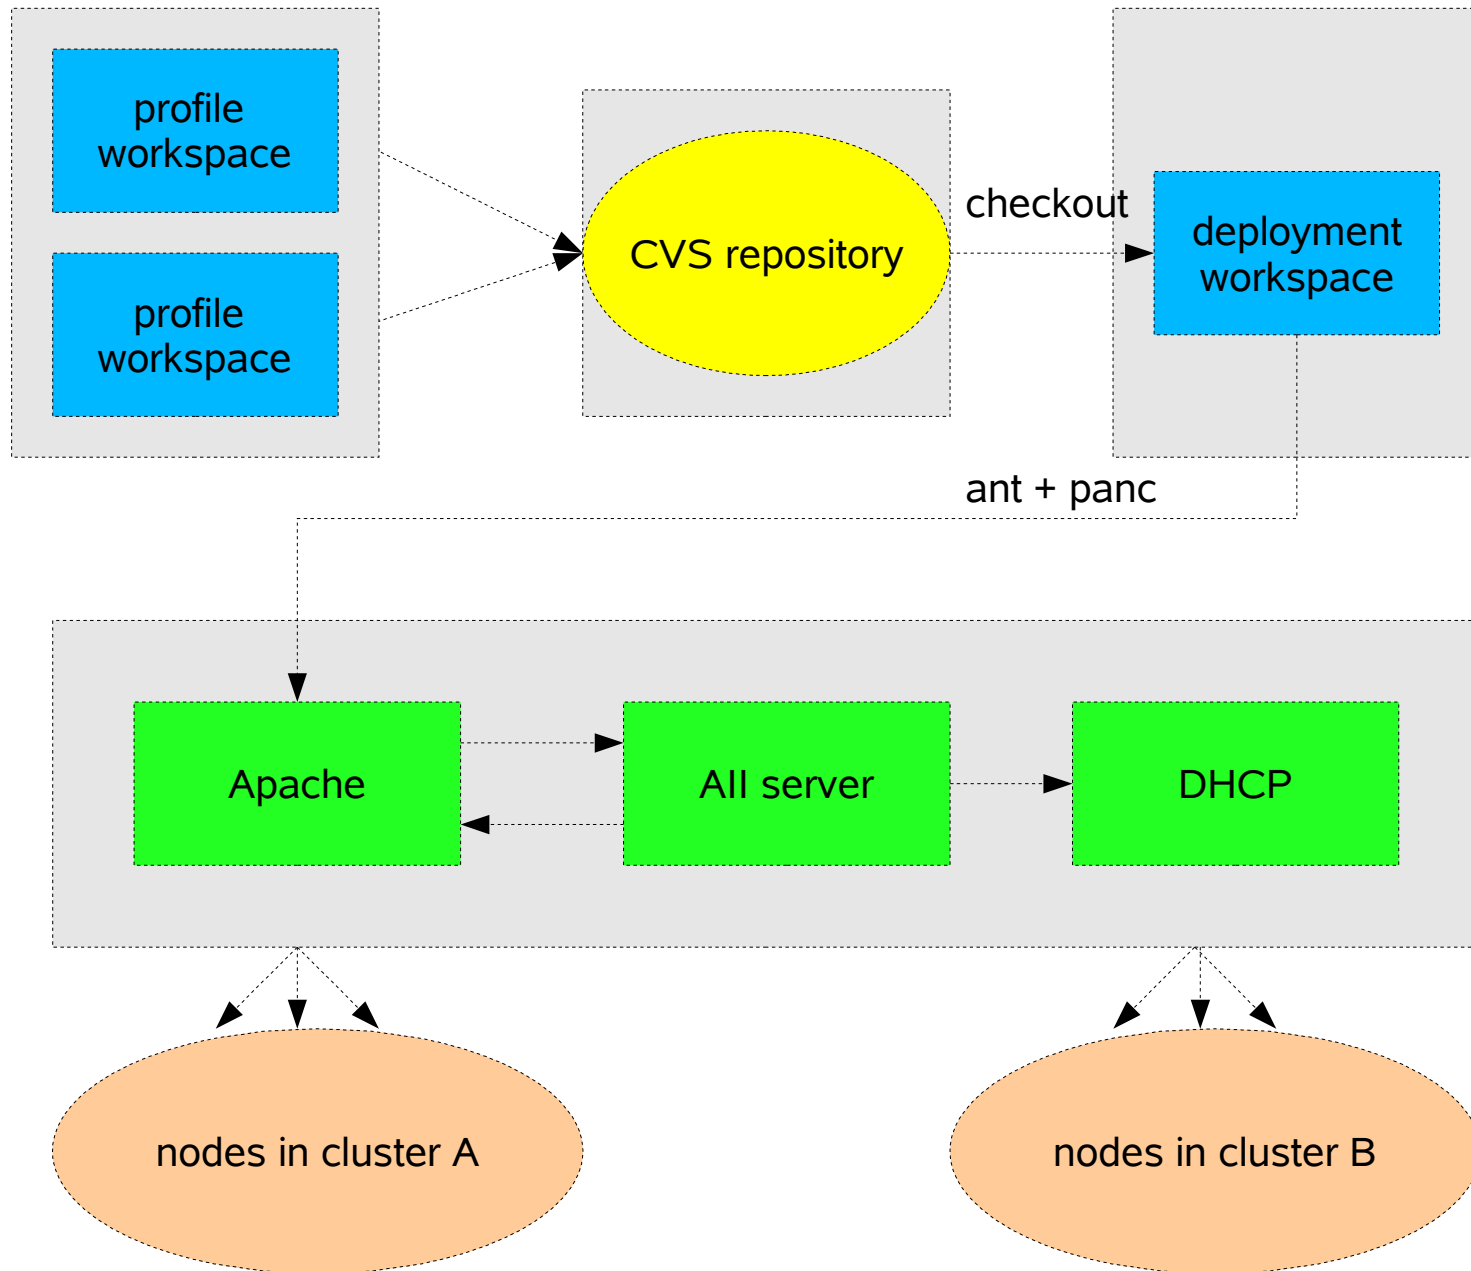 profile
workspace
profile
workspace
CVS repository
checkout
deployment
workspace
ant + panc
Apache
AII server
DHCP
nodes in cluster A
nodes in cluster B